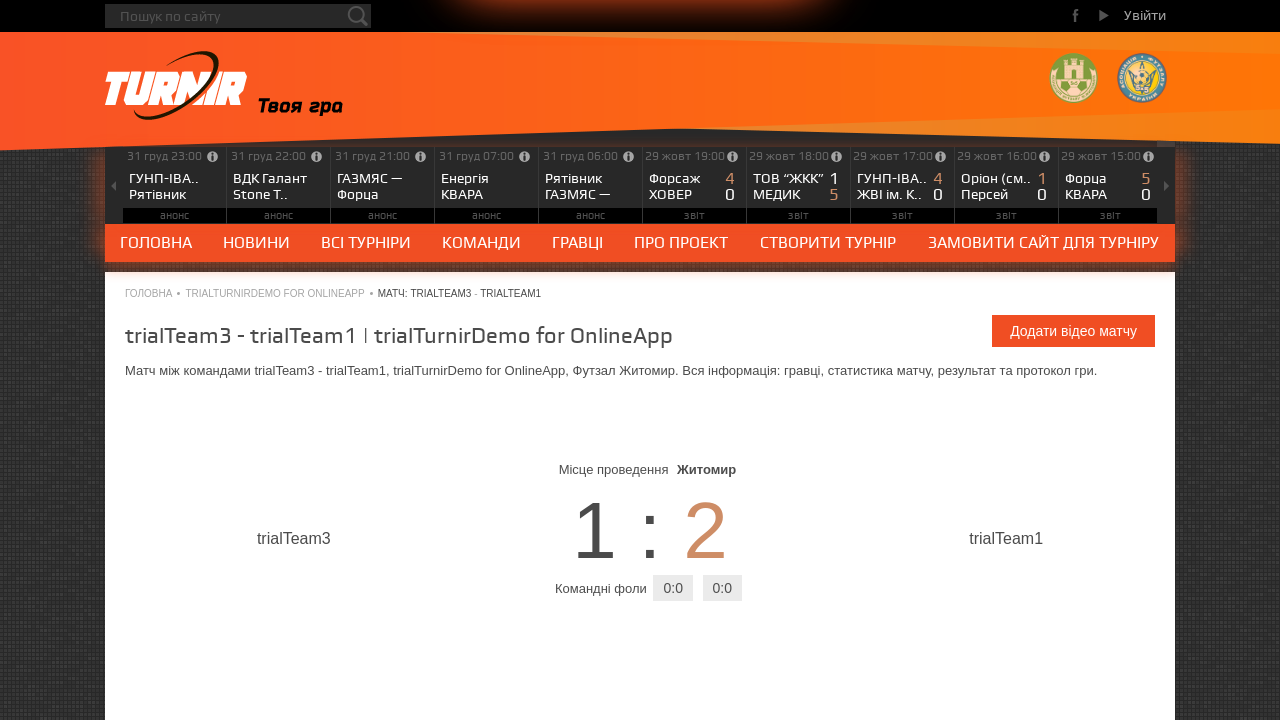 Пошук по сайту
Увійти
TURNIR
Твоя гра
31 груд 23:00
ГУНП-ІВА..
Рятівник
анонс
31 груд 22:00
ВДК Галант
Stone T..
анонс
31 груд 21:00
ГАЗМЯС —
Форца
анонс
31 груд 07:00
Енергія
КВАРА
анонс
31 груд 06:00
Рятівник
ГАЗМЯС —
анонс
29 жовт 19:00
Форсаж 4
ХОВЕР 0
звіт
29 жовт 18:00
ТОВ “ЖКК” 1
МЕДИК 5
звіт
29 жовт 17:00
ГУНП-ІВА.. 4
ЖВІ ім. К.. 0
звіт
29 жовт 16:00
Оріон (см.. 1
Персей 0
звіт
29 жовт 15:00
Форца 5
КВАРА 0
звіт
ГОЛОВНА НОВИНИ ВСІ ТУРНІРИ КОМАНДИ ГРАВЦІ ПРО ПРОЕКТ СТВОРИТИ ТУРНІР ЗАМОВИТИ САЙТ ДЛЯ ТУРНІРУ
ГОЛОВНА • TRIALTURNIRDEMO FOR ONLINEAPP • МАТЧ: TRIALTEAM3 - TRIALTEAM1
trialTeam3 - trialTeam1 | trialTurnirDemo for OnlineApp
Додати відео матчу
Матч між командами trialTeam3 - trialTeam1, trialTurnirDemo for OnlineApp, Футзал Житомир. Вся інформація: гравці, статистика матчу, результат та протокол гри.
Місце проведення Житомир
trialTeam3
1 : 2
trialTeam1
Командні фоли 0:0 0:0